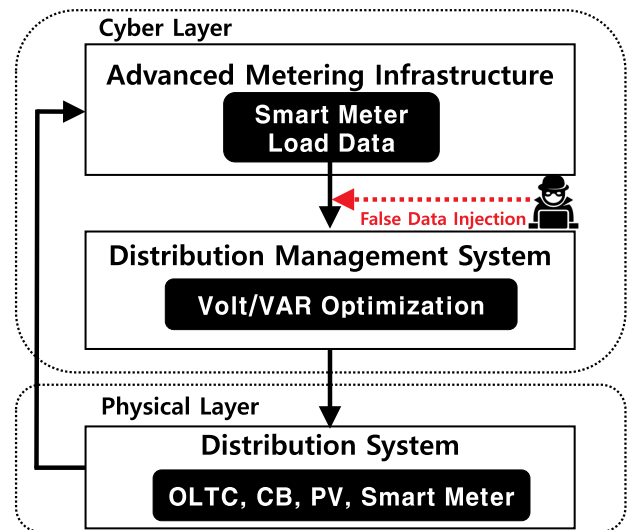 Cyber Layer
Advanced Metering Infrastructure
Smart Meter
Load Data
False Data Injection
Distribution Management System
Volt/VAR Optimization
Physical Layer
Distribution System
OLTC, CB, PV, Smart Meter